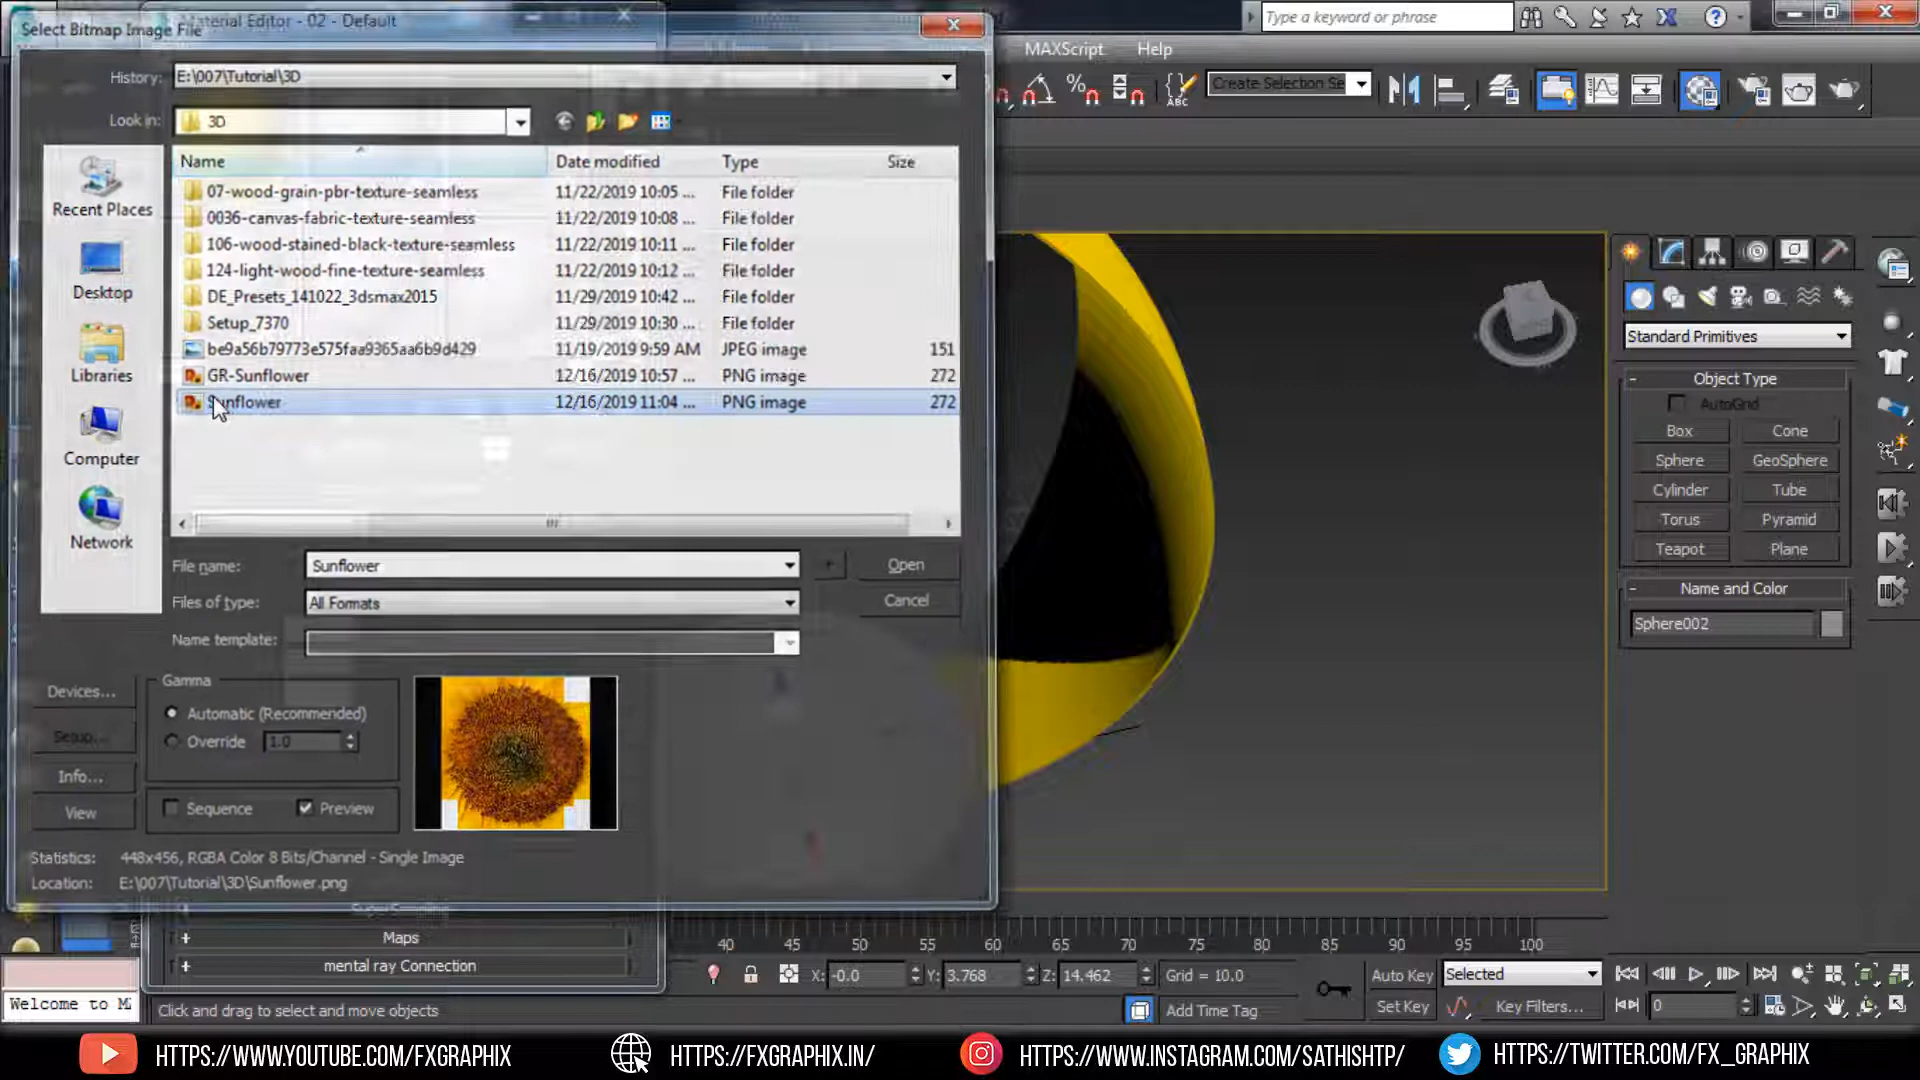 Material Editor - 02 - Default
Select Bitmap Image File
Type a keyword or phrase
MAXScript Help
History: E:\007\Tutorial\3D
Create Selection Se
ABC
Look in: 3D
Name Date modified Type Size
07-wood-grain-pbr-texture-seamless 11/22/2019 10:05 ... File folder
0036-canvas-fabric-texture-seamless 11/22/2019 10:08 ... File folder
106-wood-stained-black-texture-seamless 11/22/2019 10:11 ... File folder
124-light-wood-fine-texture-seamless 11/22/2019 10:12 ... File folder
DE_Presets_141022_3dsmax2015 11/29/2019 10:42 ... File folder
Setup_7370 11/29/2019 10:30 ... File folder
be9a56b79773e575faa9365aa6b9d429 11/19/2019 9:59 AM JPEG image 151
GR-Sunflower 12/16/2019 10:57 ... PNG image 272
Sunflower 12/16/2019 11:04 ... PNG image 272
Recent Places
Desktop
Libraries
Computer
Network
File name: Sunflower Open
Files of type: All Formats Cancel
Name template:
Devices...
Setup...
Info...
View
Gamma
Automatic (Recommended)
Override 1.0
Sequence Preview
Statistics: 448x456, RGBA Color 8 Bits/Channel - Single Image
Location: E:\007\Tutorial\3D\Sunflower.png
SuperSampling
+ Maps
+ mental ray Connection
Standard Primitives
- Object Type
AutoGrid
Box Cone
Sphere GeoSphere
Cylinder Tube
Torus Pyramid
Teapot Plane
- Name and Color
Sphere002
40 45 50 55 60 65 70 75 80 85 90 95 100
X: -0.0 Y: 3.768 Z: 14.462 Grid = 10.0 Auto Key Selected
Welcome to M
Click and drag to select and move objects
Add Time Tag Set Key Key Filters... 0
HTTPS://WWW.YOUTUBE.COM/FXGRAPHIX HTTPS://FXGRAPHIX.IN/ HTTPS://WWW.INSTAGRAM.COM/SATHISHTP/ HTTPS://TWITTER.COM/FX_GRAPHIX